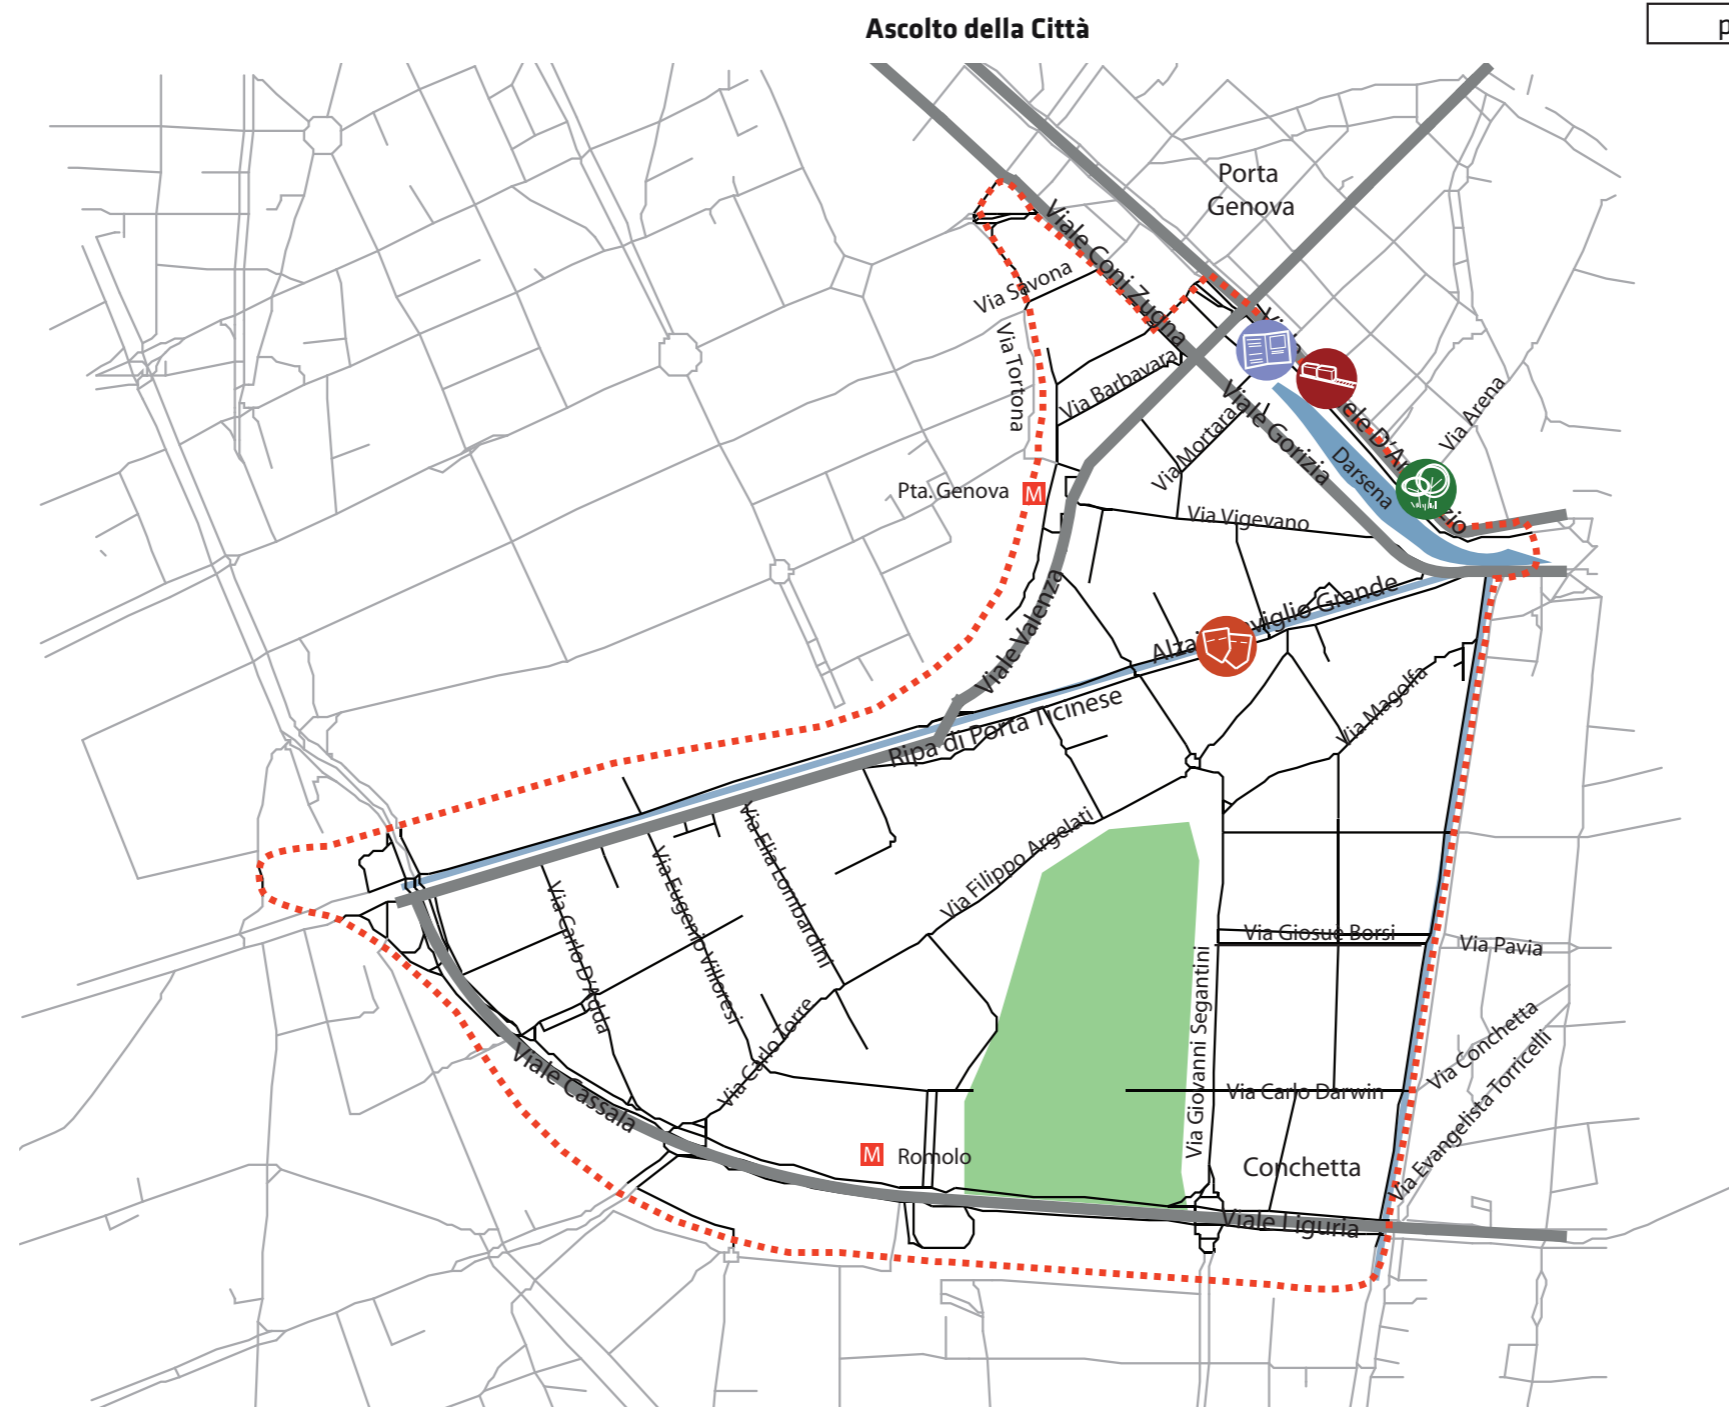 Ascolto della Città
p
Porta
Genova
Viale Coni Zugna
Via Savona
Via Tortona
Via Barbavara
Via Mortara
Viale Gorizia
Darsena
Via Arena
Pta. Genova
M
Via Vigevano
Viale Valenza
Ripa di Porta Ticinese
Via Magolfa
Via Filippo Argelati
Via Elia Lombardini
Via Eugenio Villoresi
Via Carlo D'Adda
Via Carlo Torre
Via Giosuè Borsi
Via Pavia
Via Giovanni Segantini
Via Conchetta
Via Evangelista Torricelli
Via Carlo Darwin
Viale Cassala
M
Romolo
Conchetta
Viale Liguria